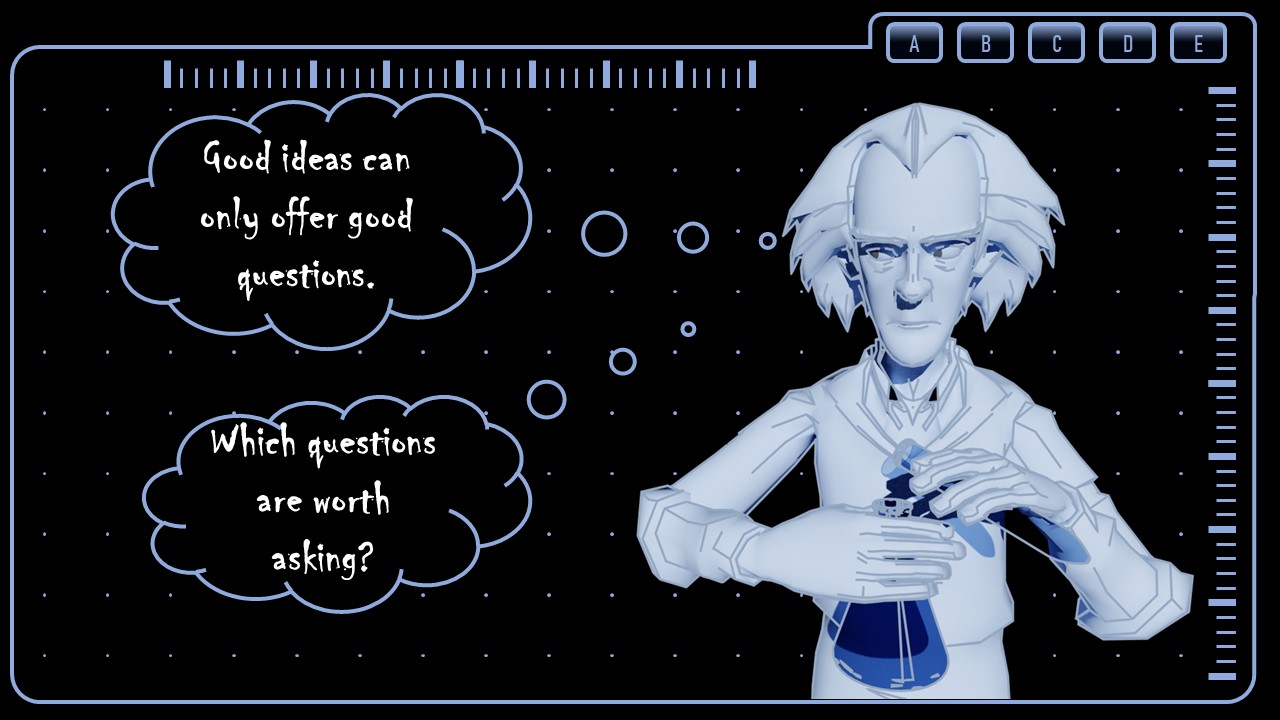 A B C D E
Good ideas can
only offer good
questions.
Which questions
are worth
asking?